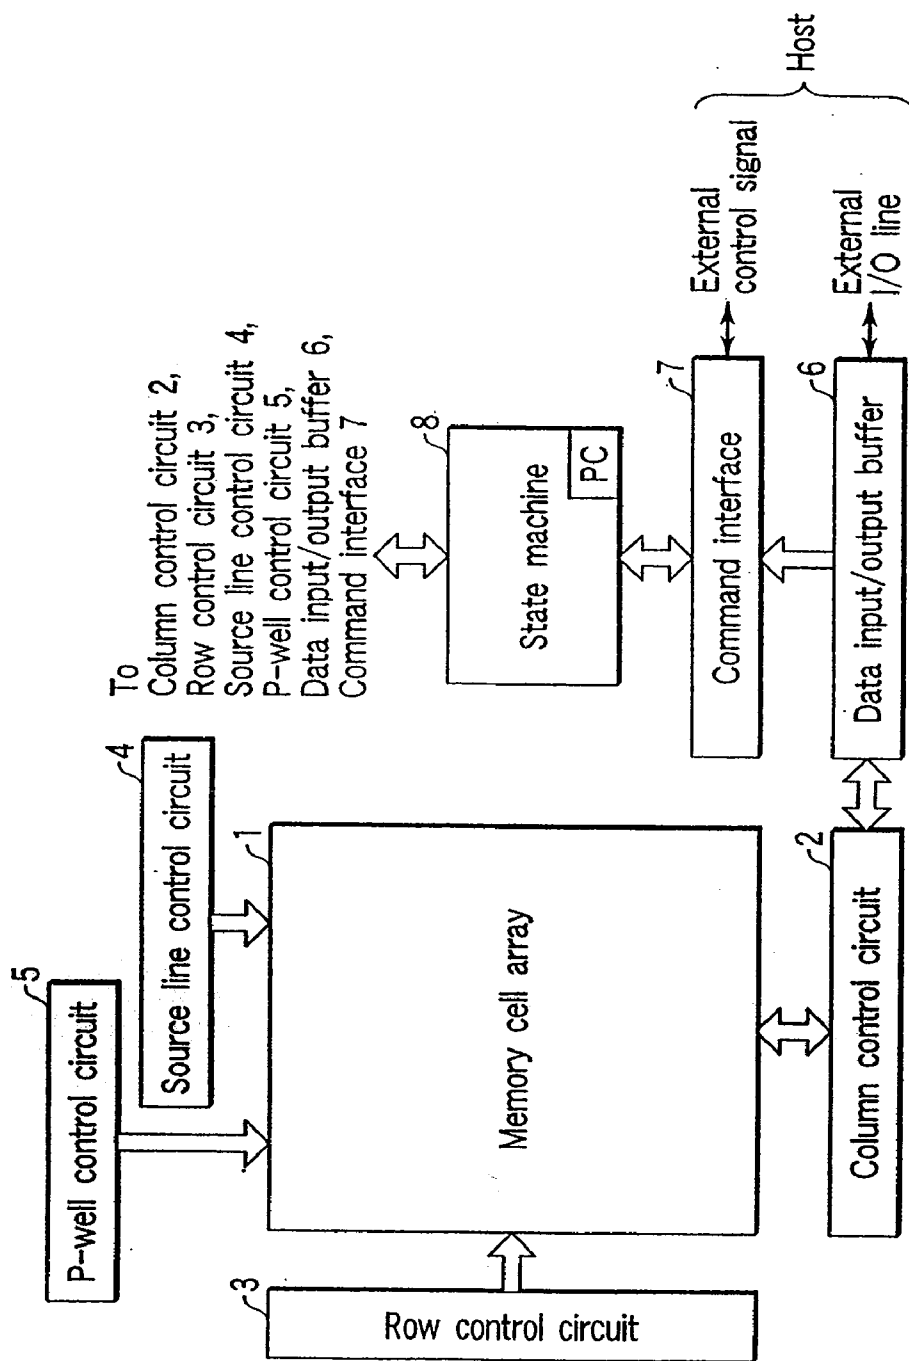 5
P-well control circuit
4
Source line control circuit
To
Column control circuit 2,
Row control circuit 3,
Source line control circuit 4,
P-well control circuit 5,
Data input/output buffer 6,
Command interface 7
3
Row control circuit
1
Memory cell array
8
State machine
PC
7
Command interface
External
control signal
Host
2
Column control circuit
6
Data input/output buffer
External
I/O line